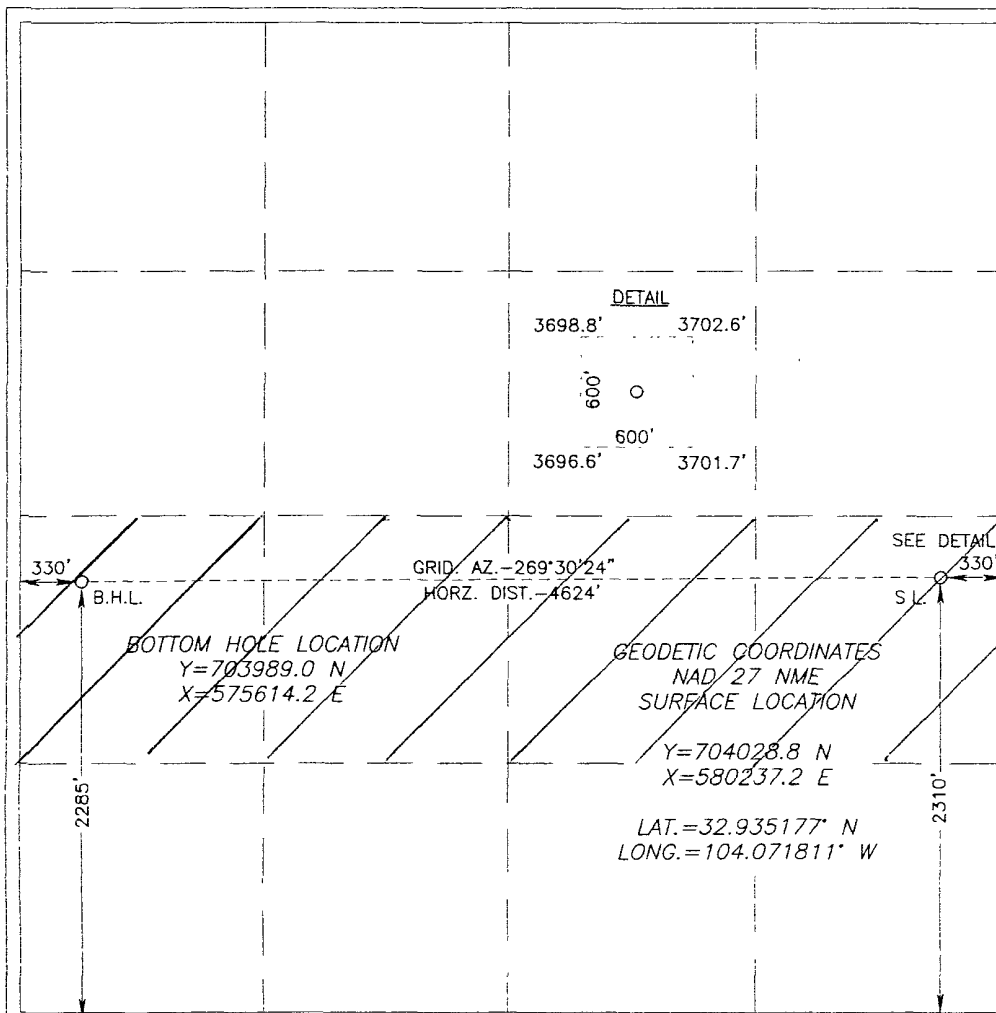 DETAIL
3698.8' 3702.6'
600'
600'
3696.6' 3701.7'
SEE DETAIL
330' GRID. AZ.-269°30'24" 330'
B.H.L. HORZ. DIST.-4624' S.L.
BOTTOM HOLE LOCATION
Y=703989.0 N
X=575614.2 E
GEODETIC COORDINATES
NAD 27 NME
SURFACE LOCATION
Y=704028.8 N
X=580237.2 E
LAT.=32.935177° N
LONG.=104.071811° W
2285'
2310'